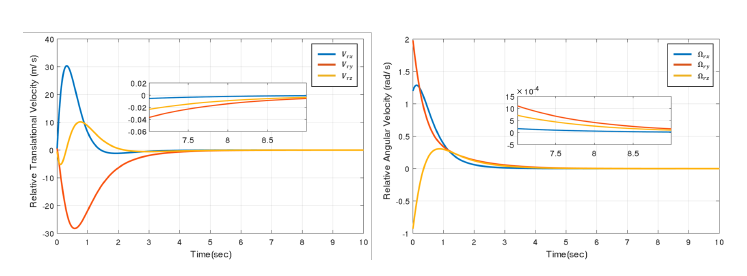 40
30
20
10
0
-10
-20
-30
0 1 2 3 4 5 6 7 8 9 10
Time(sec)
Relative Translational Velocity (m/s)
V_rx
V_ry
V_rz
0.02
0
-0.02
-0.04
-0.06
7.5 8 8.5
2
1.5
1
0.5
0
-0.5
-1
0 1 2 3 4 5 6 7 8 9 10
Time(sec)
Relative Angular Velocity (rad/s)
Ω_rx
Ω_ry
Ω_rz
×10^-4
15
10
5
0
-5
7.5 8 8.5